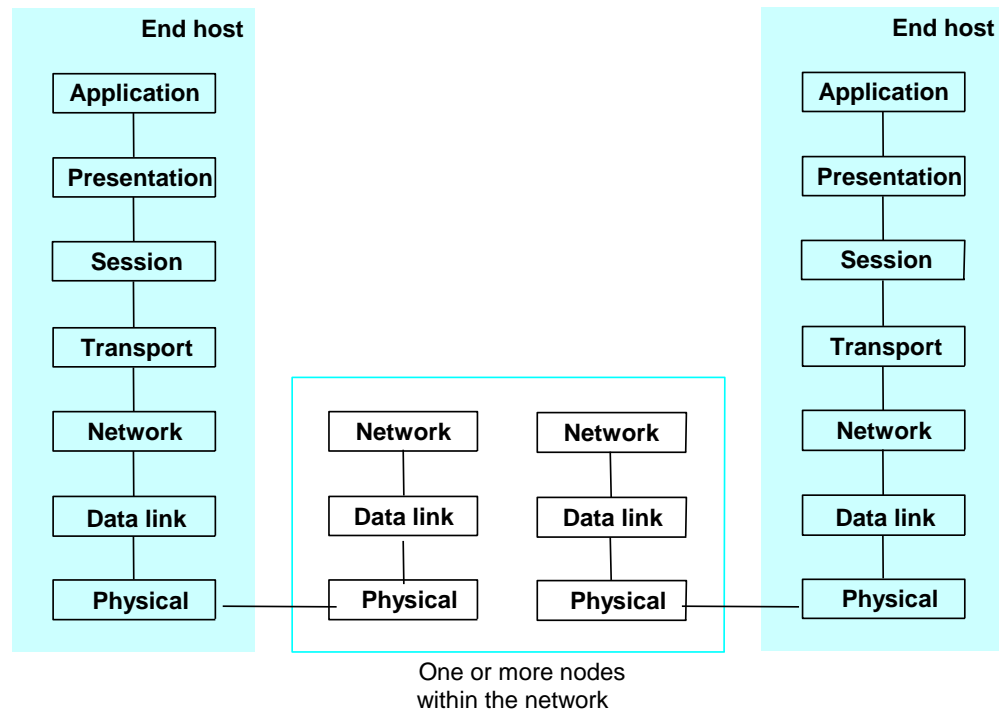 End host
Application
Presentation
Session
Transport
Network
Data link
Physical
Network
Data link
Physical
Network
Data link
Physical
One or more nodes
within the network
End host
Application
Presentation
Session
Transport
Network
Data link
Physical